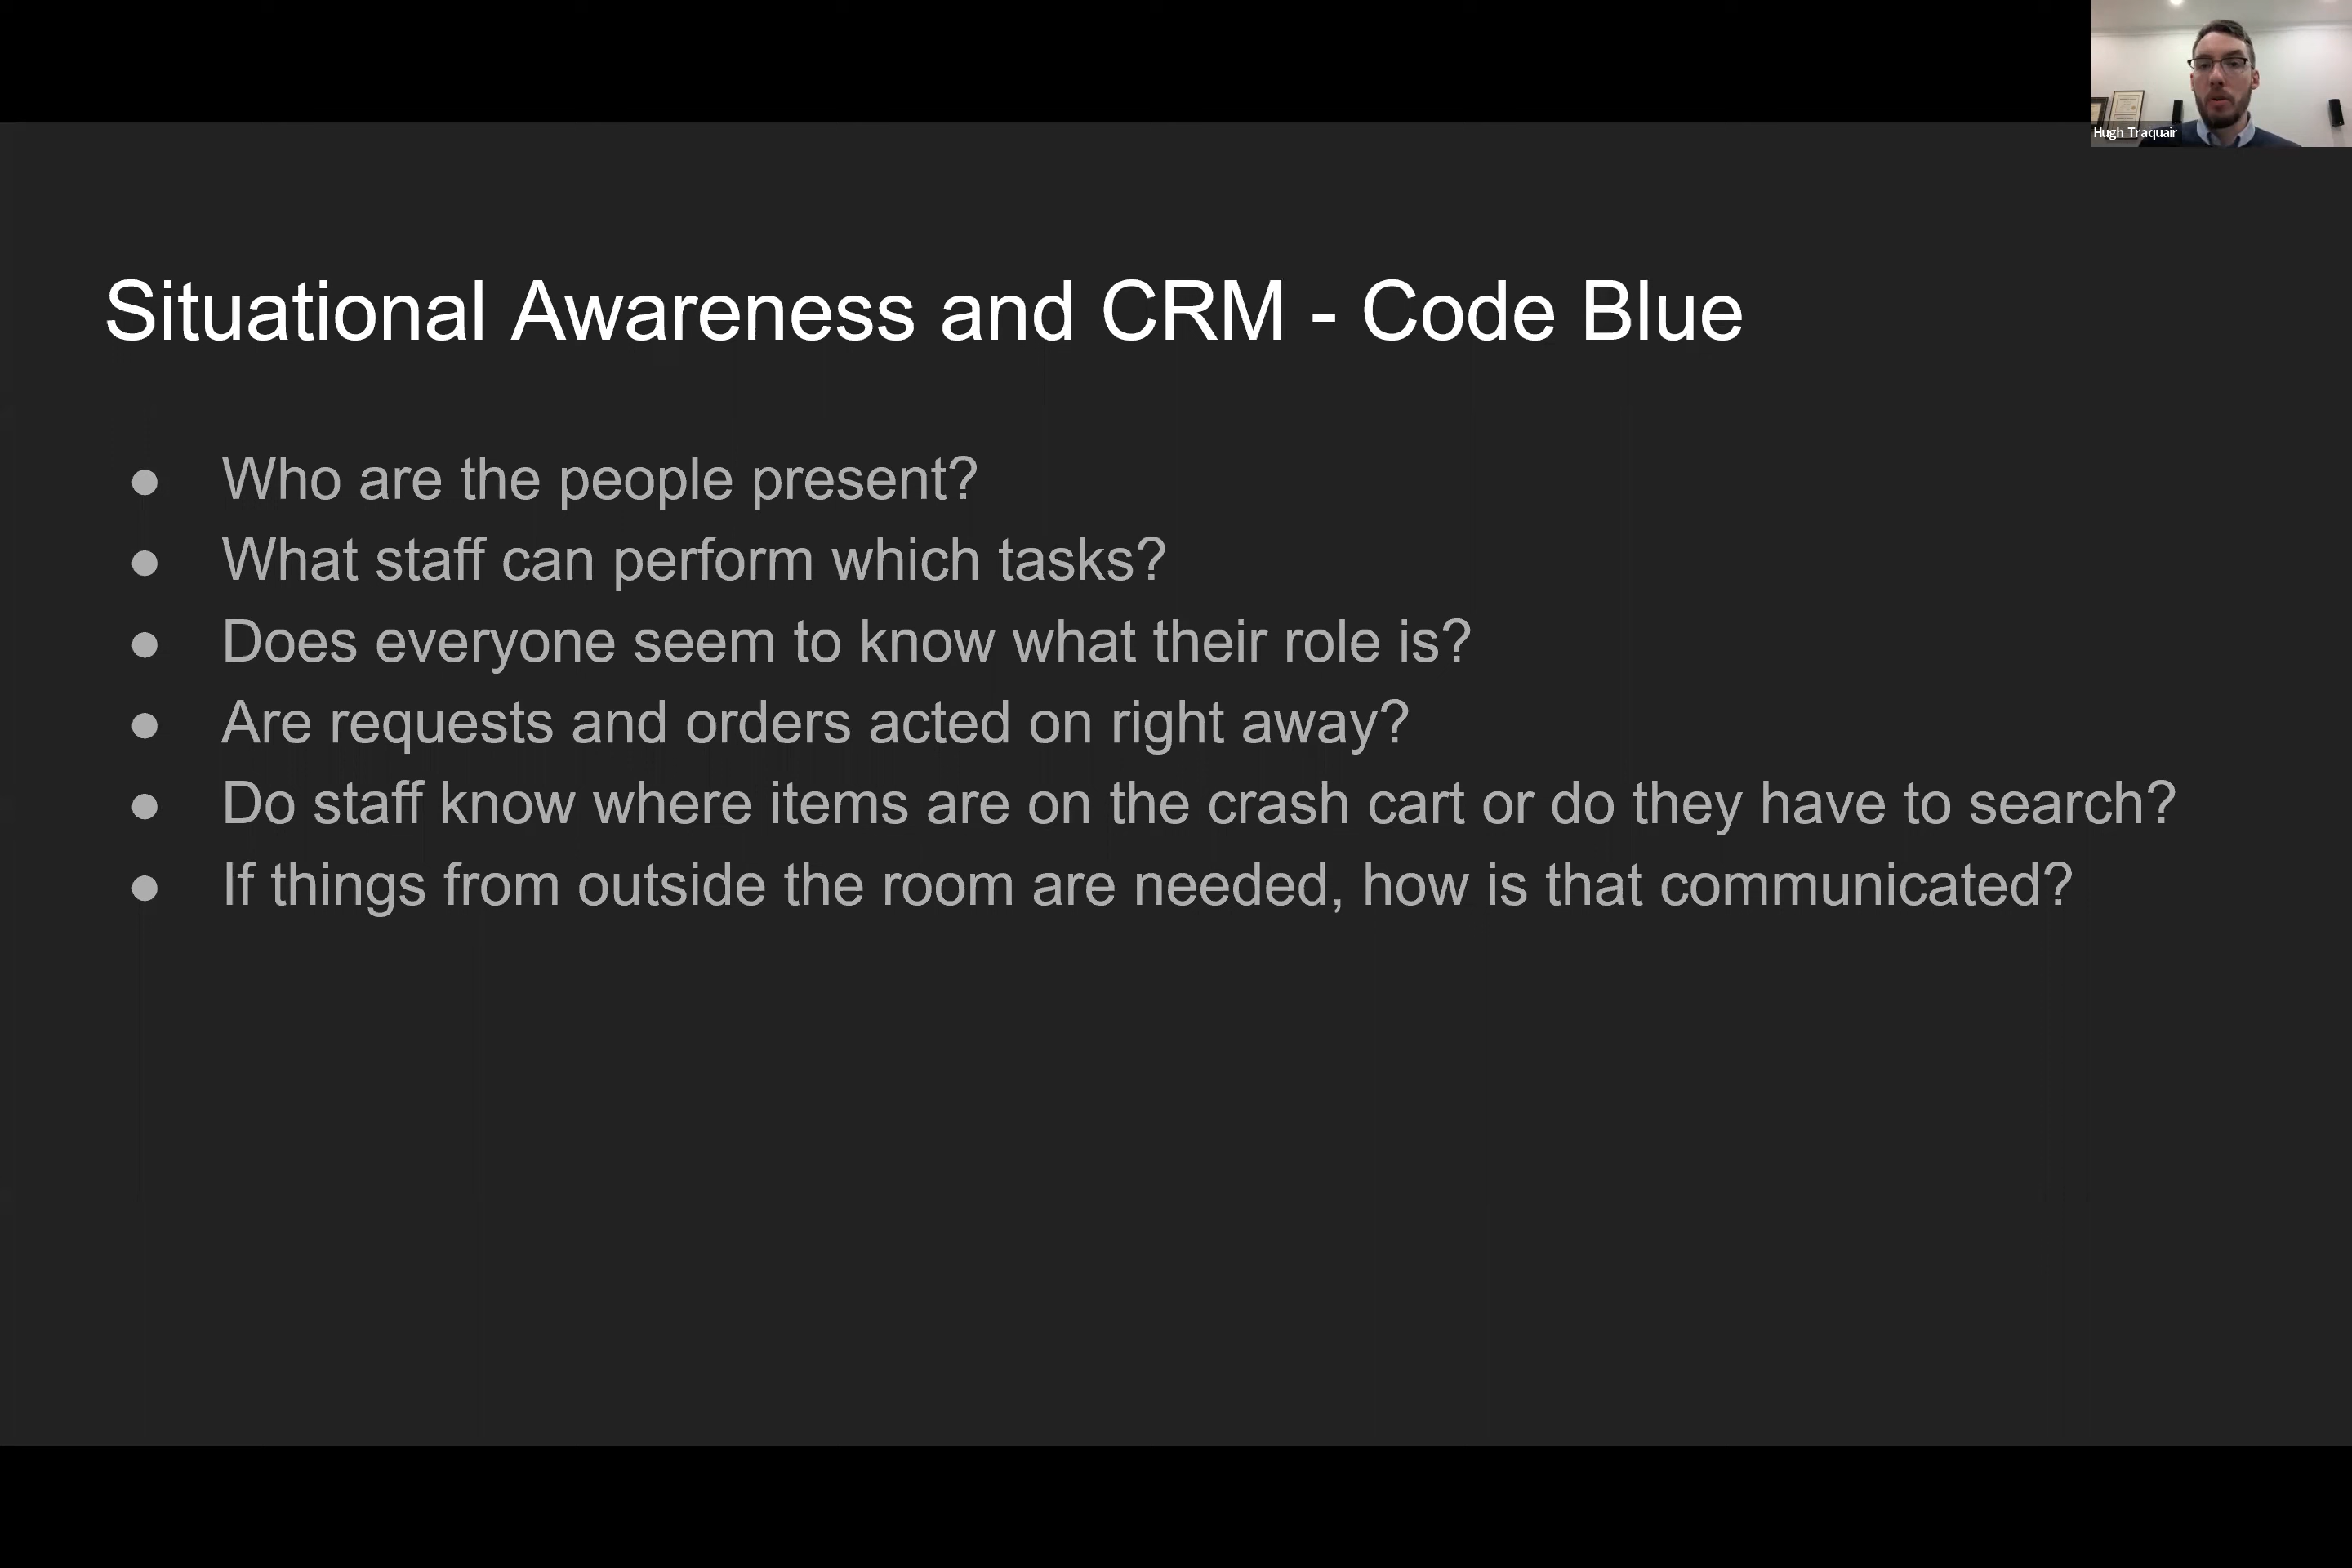 Hugh Traquair
Situational Awareness and CRM - Code Blue
● Who are the people present?
● What staff can perform which tasks?
● Does everyone seem to know what their role is?
● Are requests and orders acted on right away?
● Do staff know where items are on the crash cart or do they have to search?
● If things from outside the room are needed, how is that communicated?